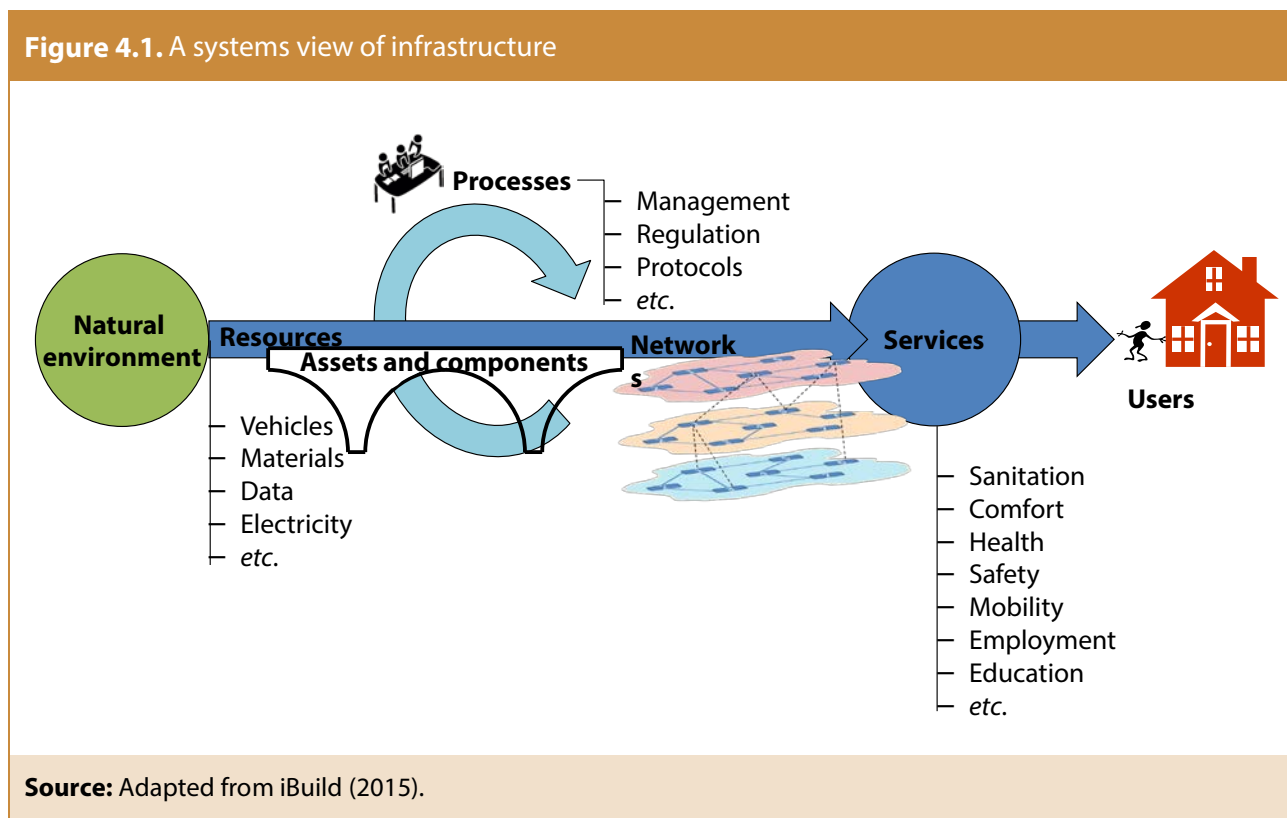 Figure 4.1. A systems view of infrastructure
Processes
Management
Regulation
Protocols
etc.
Natural
environment
Resources
Assets and components
Network
s
Services
Users
Vehicles
Materials
Data
Electricity
etc.
Sanitation
Comfort
Health
Safety
Mobility
Employment
Education
etc.
Source: Adapted from iBuild (2015).